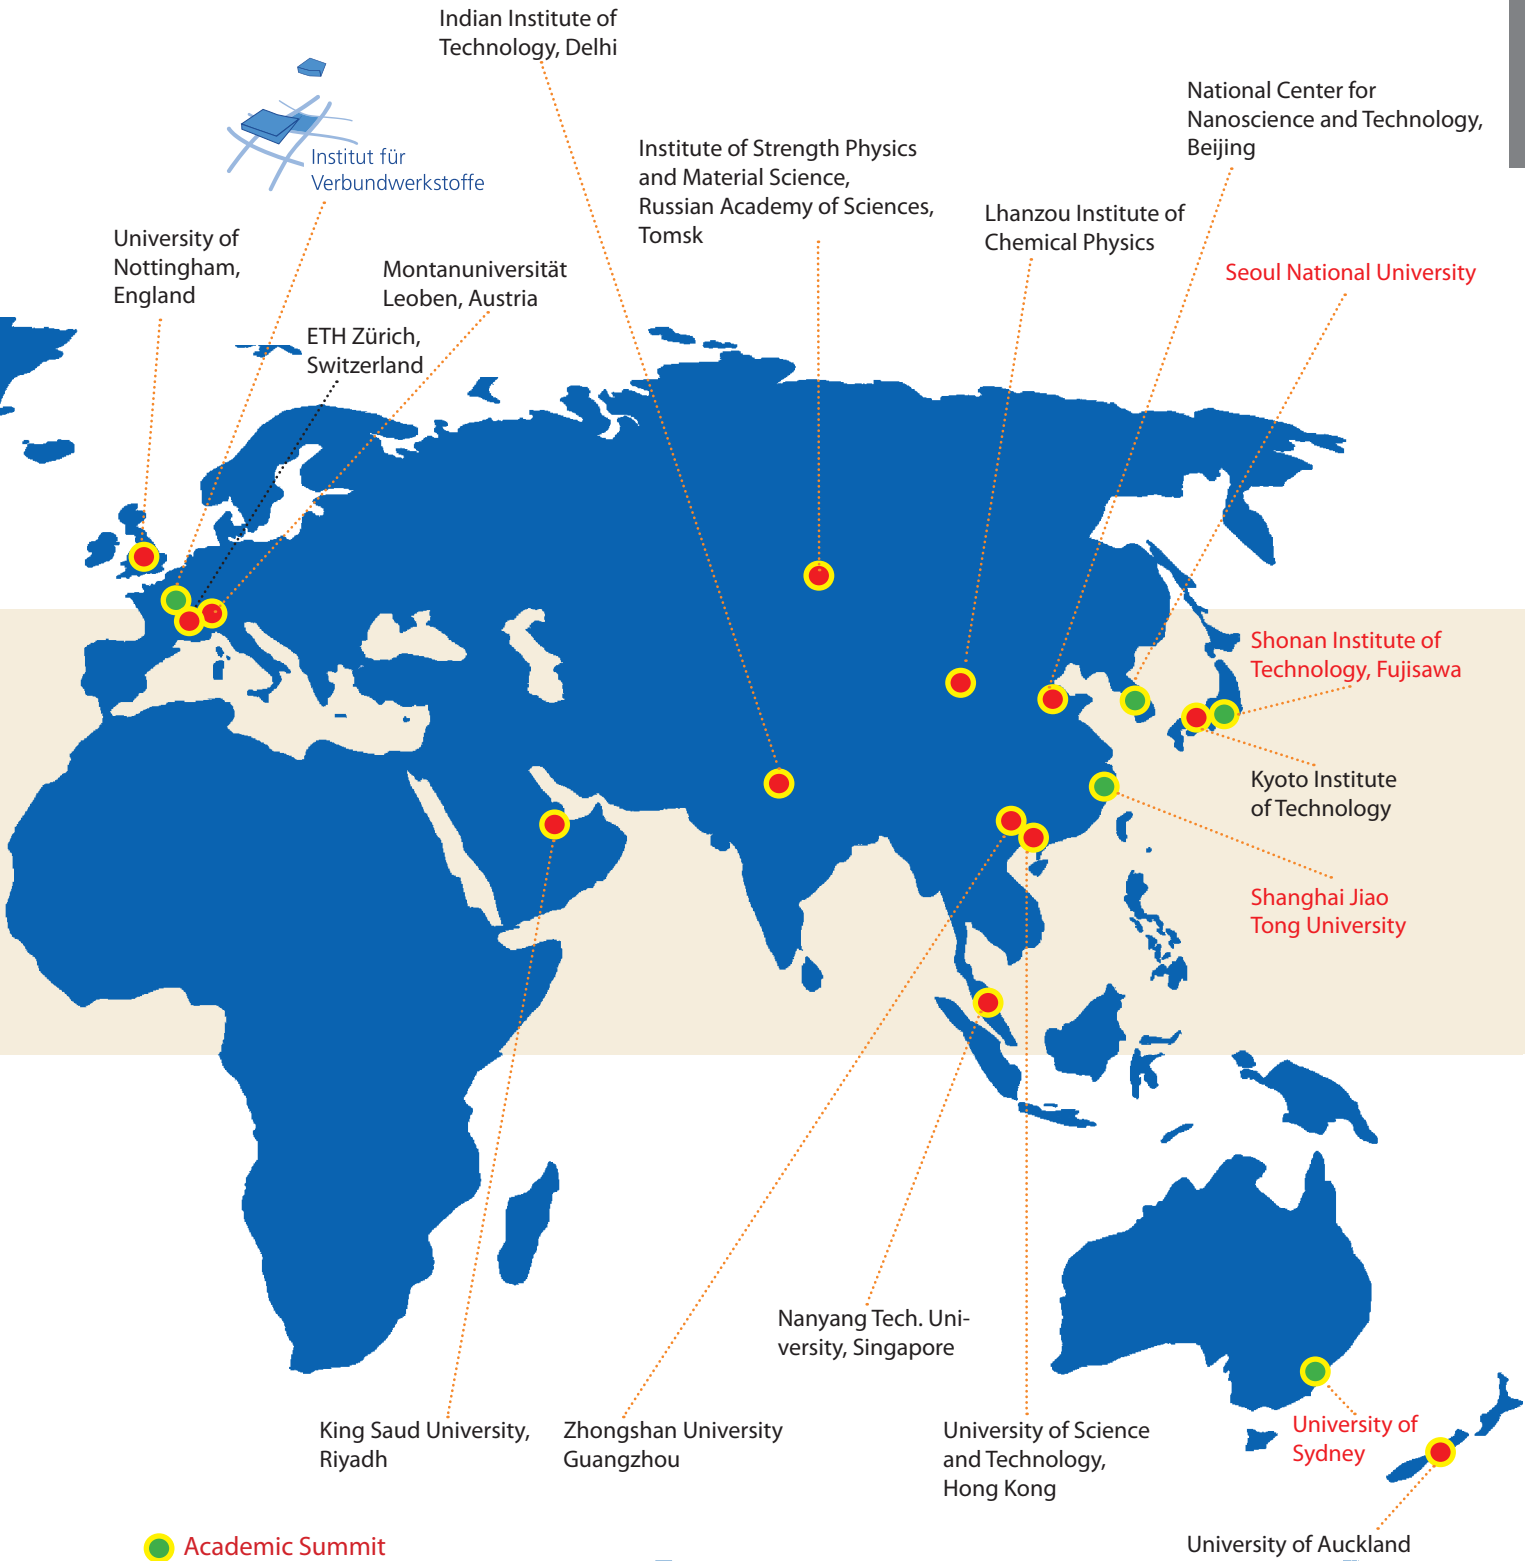 Indian Institute of
Technology, Delhi
National Center for
Nanoscience and Technology,
Beijing
Institut für
Verbundwerkstoffe
Institute of Strength Physics
and Material Science,
Russian Academy of Sciences,
Tomsk
Lhanzou Institute of
Chemical Physics
University of
Nottingham,
England
Montanuniversität
Leoben, Austria
Seoul National University
ETH Zürich,
Switzerland
Shonan Institute of
Technology, Fujisawa
Kyoto Institute
of Technology
Shanghai Jiao
Tong University
Nanyang Tech. Uni-
versity, Singapore
King Saud University,
Riyadh
Zhongshan University
Guangzhou
University of Science
and Technology,
Hong Kong
University of
Sydney
University of Auckland
Academic Summit